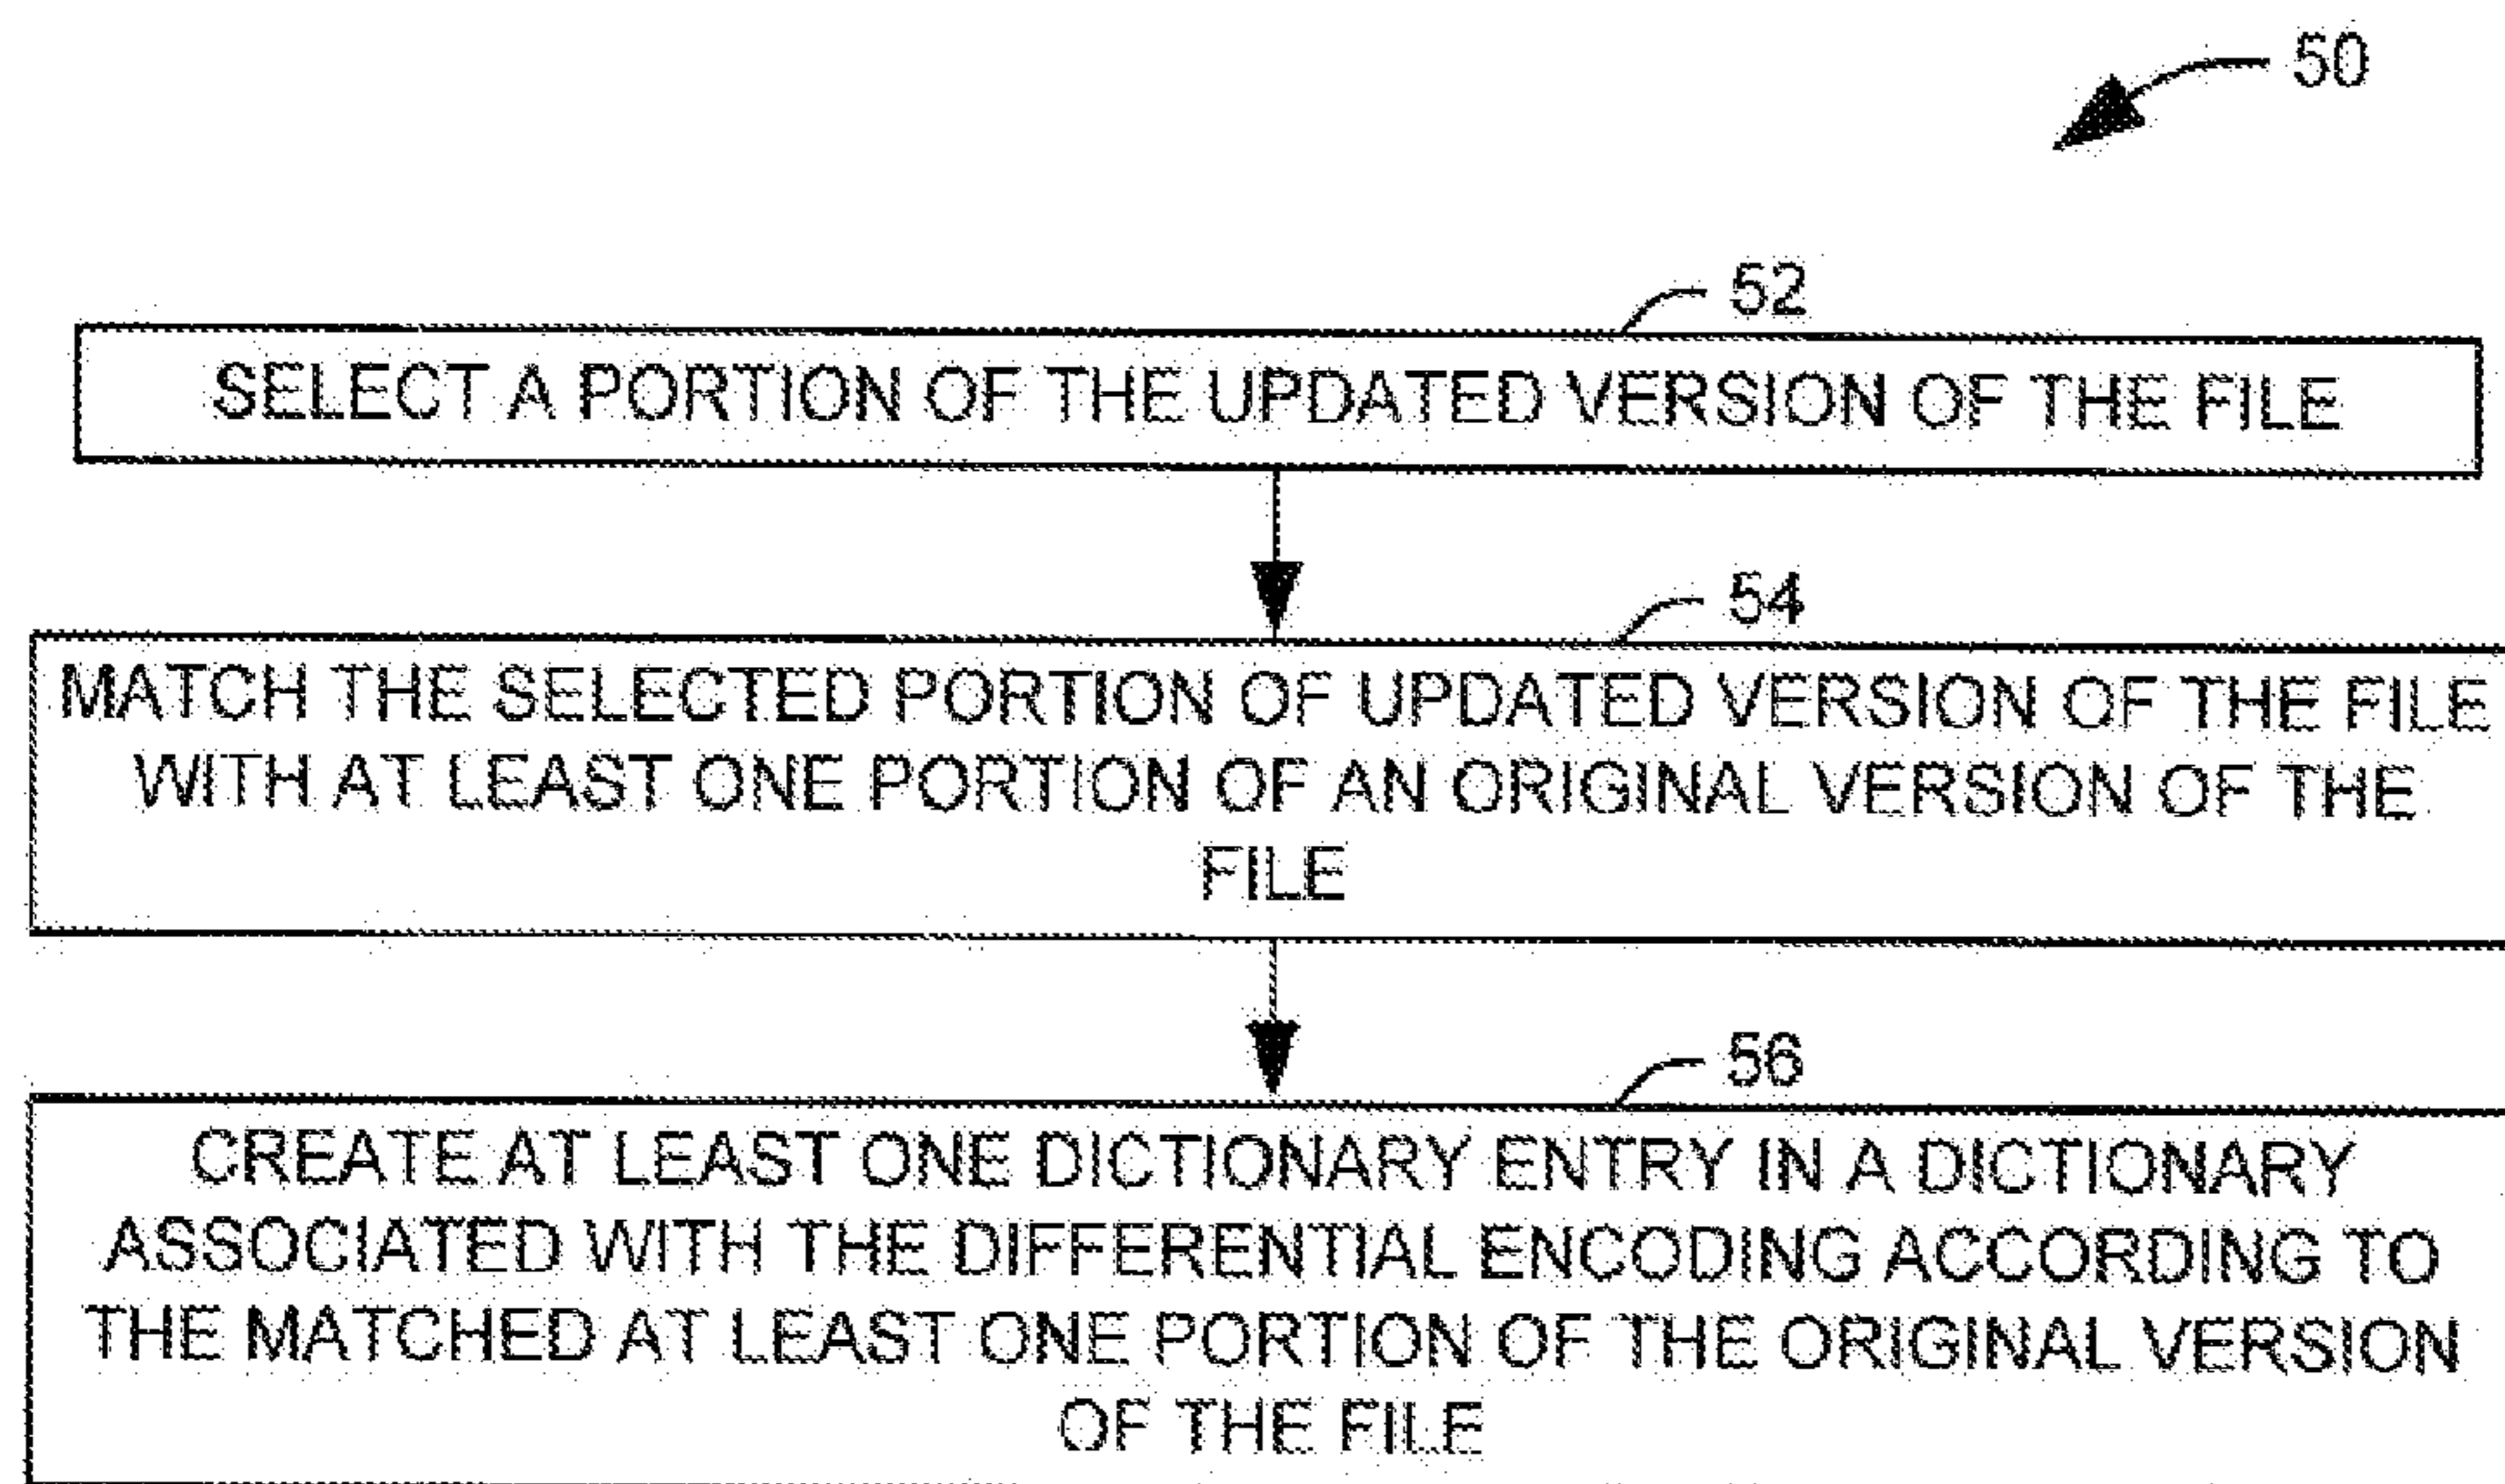 50
52
SELECT A PORTION OF THE UPDATED VERSION OF THE FILE
54
MATCH THE SELECTED PORTION OF UPDATED VERSION OF THE FILE
WITH AT LEAST ONE PORTION OF AN ORIGINAL VERSION OF THE
FILE
56
CREATE AT LEAST ONE DICTIONARY ENTRY IN A DICTIONARY
ASSOCIATED WITH THE DIFFERENTIAL ENCODING ACCORDING TO
THE MATCHED AT LEAST ONE PORTION OF THE ORIGINAL VERSION
OF THE FILE